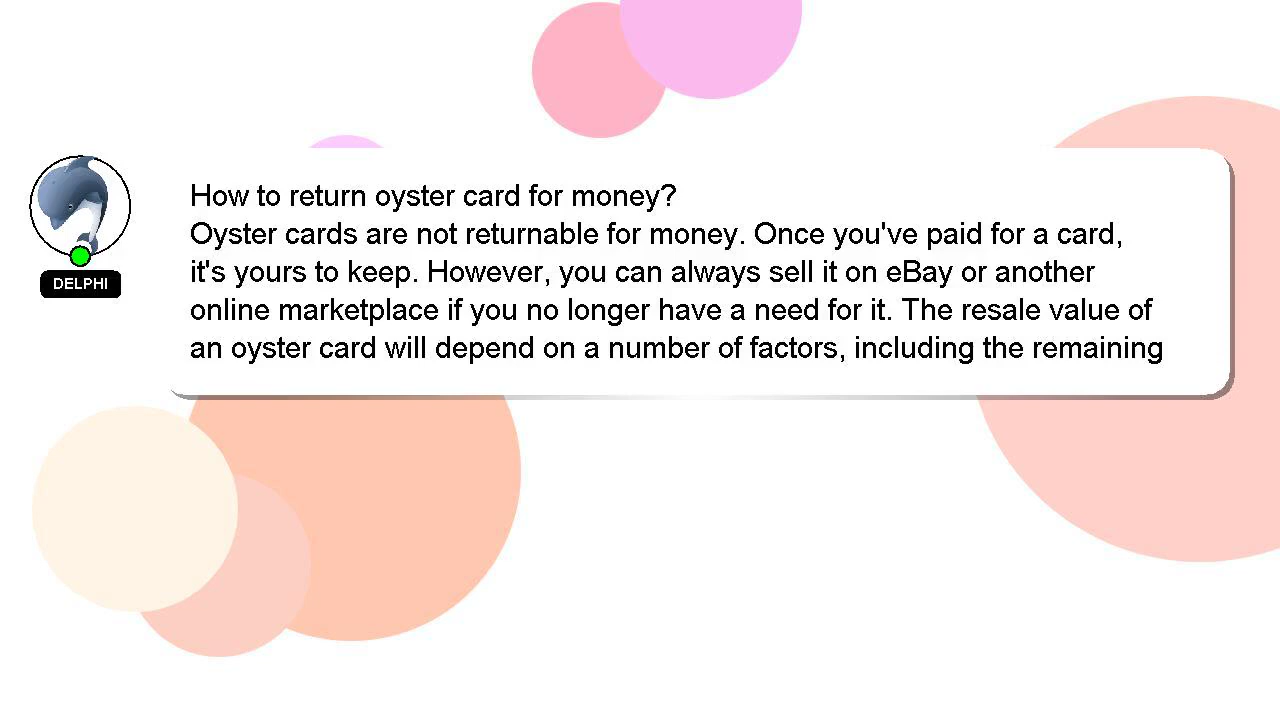 How to return oyster card for money?
Oyster cards are not returnable for money. Once you've paid for a card,
it's yours to keep. However, you can always sell it on eBay or another
online marketplace if you no longer have a need for it. The resale value of
an oyster card will depend on a number of factors, including the remaining
DELPHI